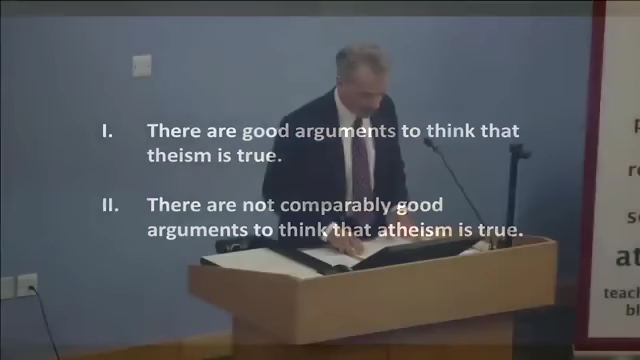 I. There are good arguments to think that
theism is true.
II. There are not comparably good
arguments to think that atheism is true.
teach